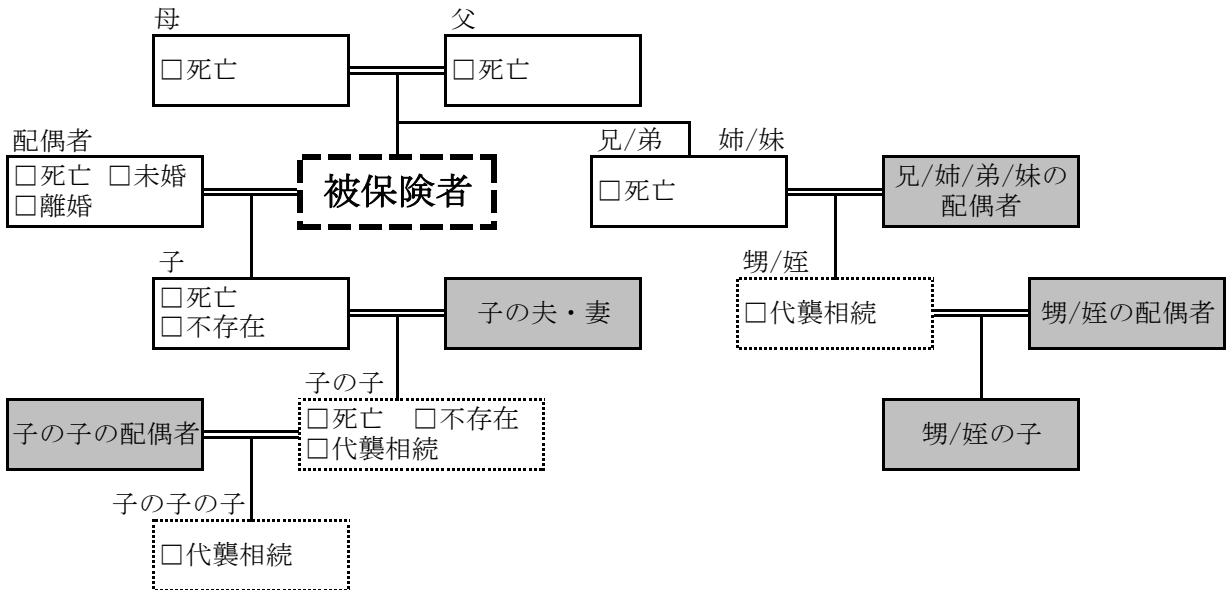 母
父
□死亡
□死亡
配偶者
兄/弟
姉/妹
□死亡 □未婚
□離婚
被保険者
□死亡
兄/姉/弟/妹の
配偶者
子
甥/姪
□死亡
□不存在
子の夫・妻
□代襲相続
甥/姪の配偶者
子の子
子の子の配偶者
□死亡 □不存在
□代襲相続
甥/姪の子
子の子の子
□代襲相続